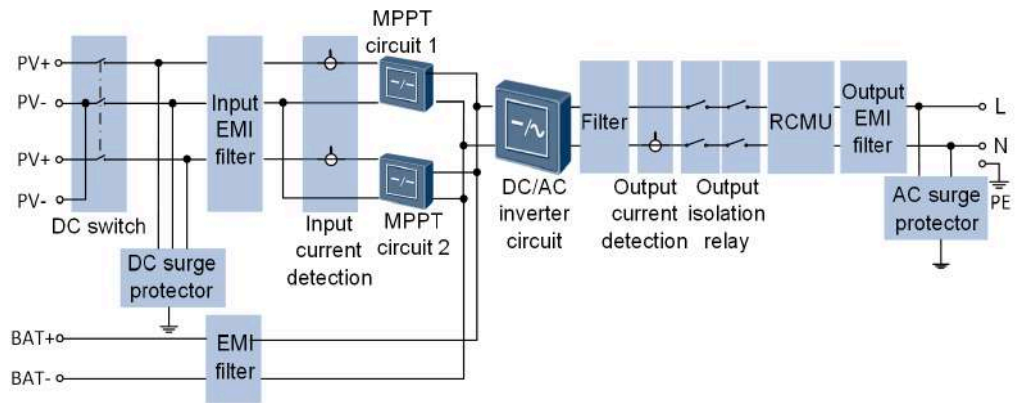 PV+
PV-
PV+
PV-
DC switch
DC surge
protector
Input
EMI
filter
Input
current
detection
MPPT
circuit 1
MPPT
circuit 2
DC/AC
inverter
circuit
Filter
Output
current
detection
Output
isolation
relay
RCMU
Output
EMI
filter
L
N
PE
AC surge
protector
BAT+
BAT-
EMI
filter